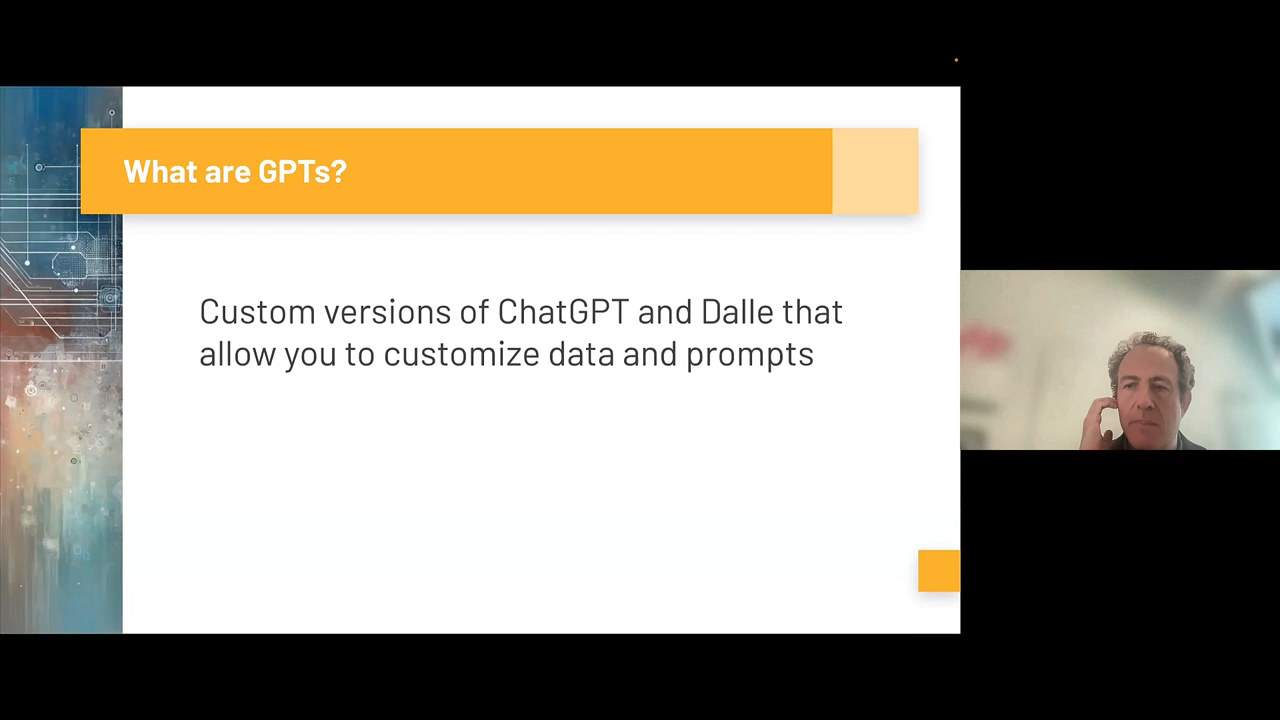 What are GPTs?
Custom versions of ChatGPT and Dalle that
allow you to customize data and prompts